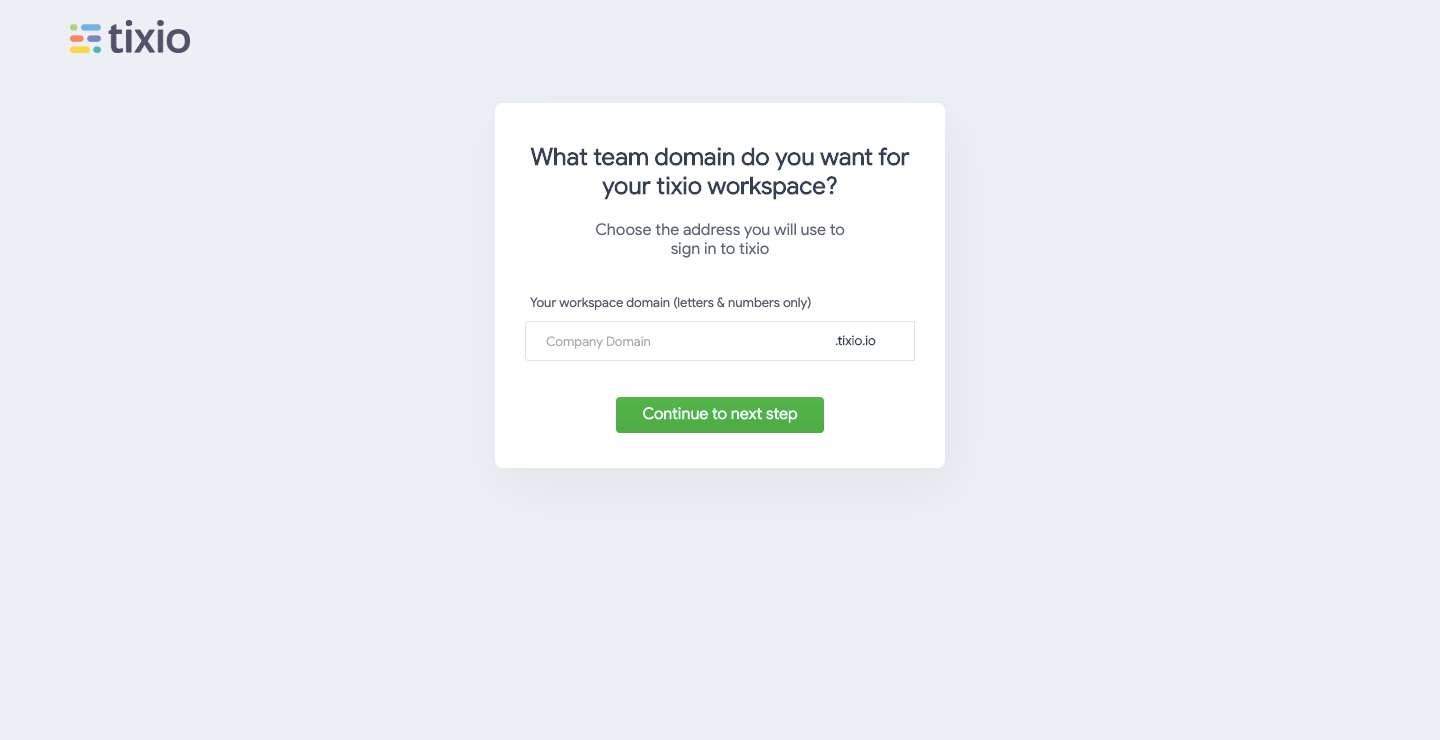 tixio
What team domain do you want for
your tixio workspace?
Choose the address you will use to
sign in to tixio
Your workspace domain (letters & numbers only)
Company Domain .tixio.io
Continue to next step